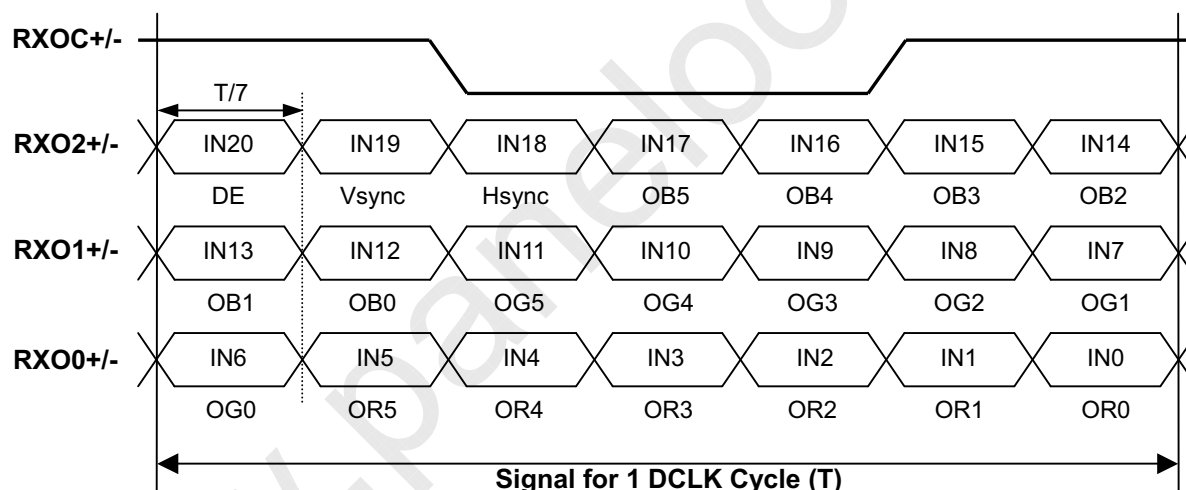 RXOC+/-
T/7
RXO2+/- IN20 IN19 IN18 IN17 IN16 IN15 IN14
DE Vsync Hsync OB5 OB4 OB3 OB2
RXO1+/- IN13 IN12 IN11 IN10 IN9 IN8 IN7
OB1 OB0 OG5 OG4 OG3 OG2 OG1
RXO0+/- IN6 IN5 IN4 IN3 IN2 IN1 IN0
OG0 OR5 OR4 OR3 OR2 OR1 OR0
Signal for 1 DCLK Cycle (T)